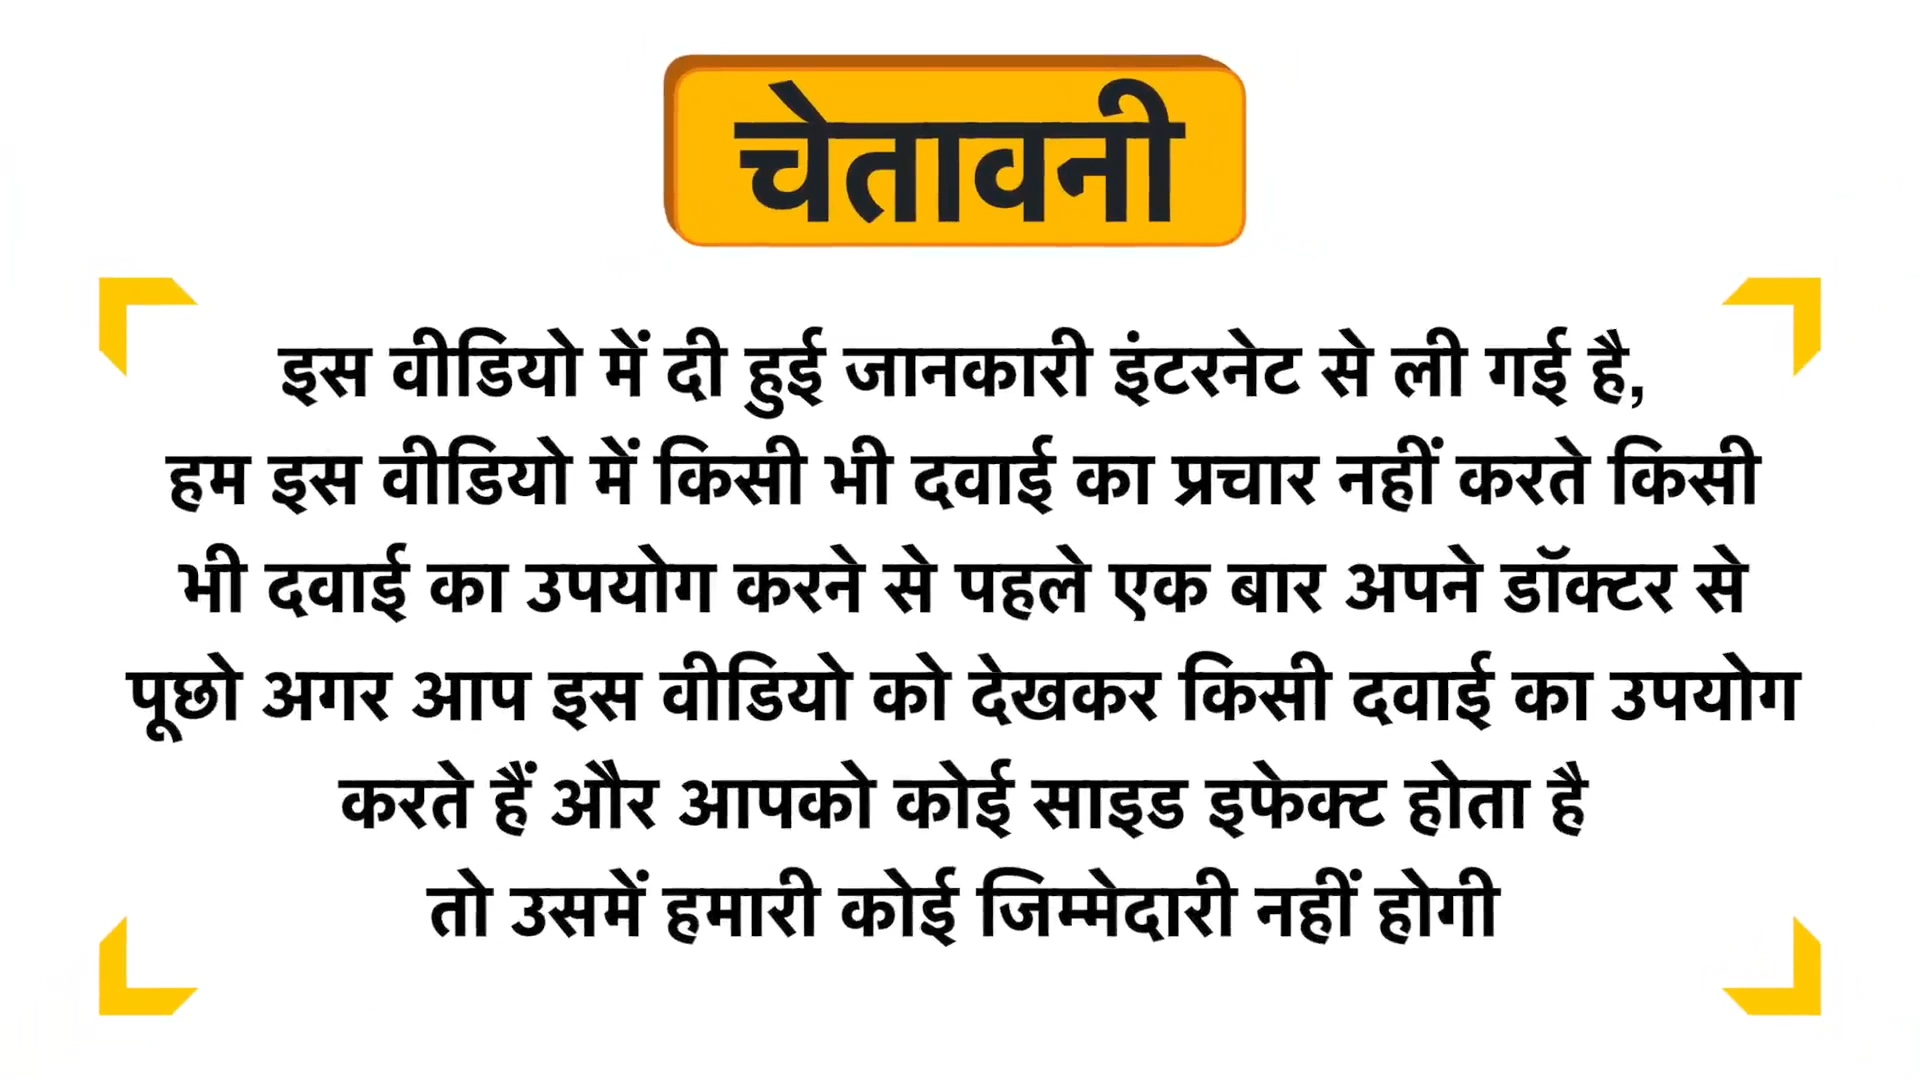 चेतावनी
इस वीडियो में दी हुई जानकारी इंटरनेट से ली गई है,
हम इस वीडियो में किसी भी दवाई का प्रचार नहीं करते किसी
भी दवाई का उपयोग करने से पहले एक बार अपने डॉक्टर से
पूछो अगर आप इस वीडियो को देखकर किसी दवाई का उपयोग
करते हैं और आपको कोई साइड इफेक्ट होता है
तो उसमें हमारी कोई जिम्मेदारी नहीं होगी